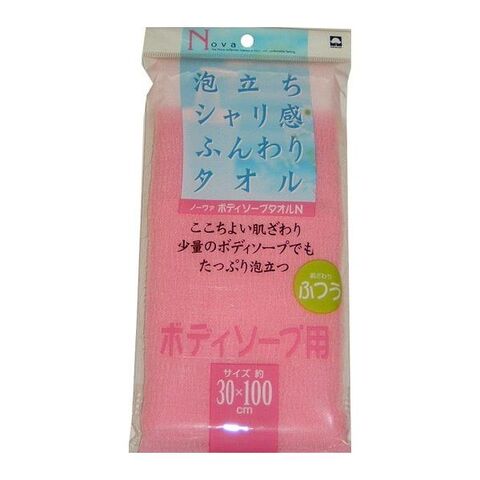 Nova
泡立ち
シャリ感
ふんわり
タオル
ノーヴァ ボディソープタオルN
ここちよい肌ざわり
少量のボディソープでも
たっぷり泡立つ
肌ざわり
ふつう
ボディソープ用
サイズ 約
30×100
cm